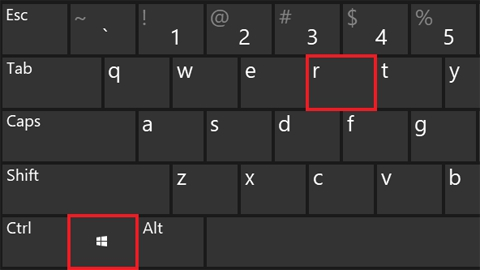 Esc ~ ` ! 1 @ 2 # 3 $ 4 % 5
Tab q w e r t y
Caps a s d f g
Shift z x c v b
Ctrl Alt